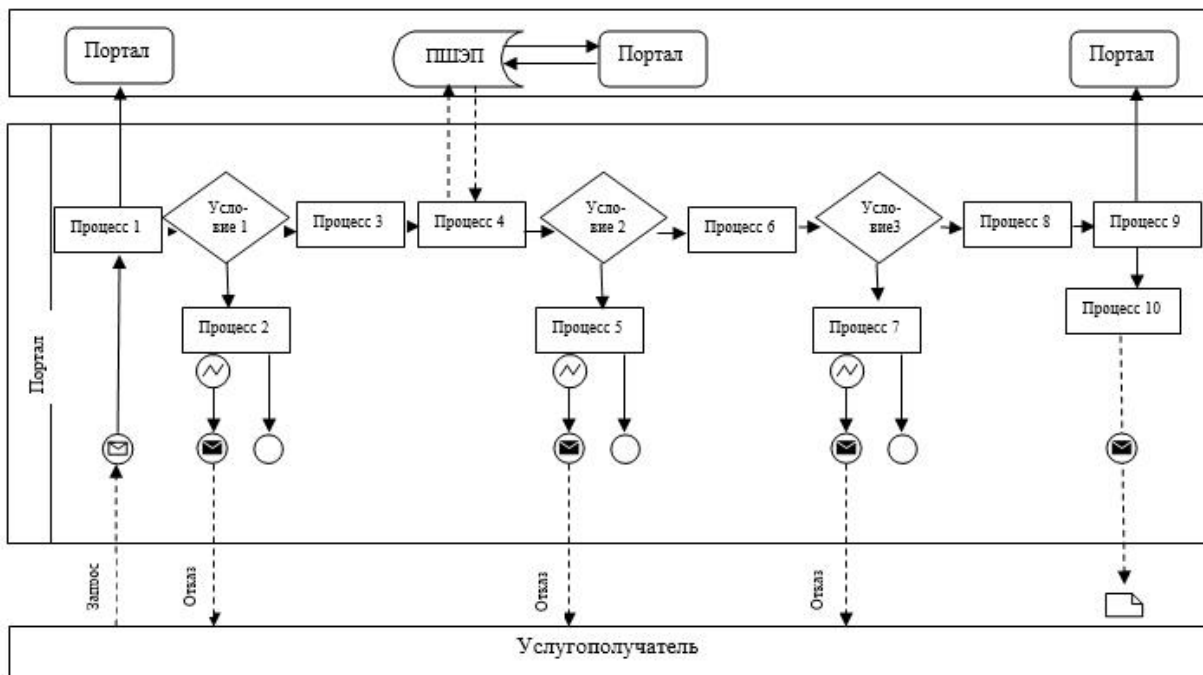 Портал
ПШЭП
Портал
Портал
Портал
Процесс 1
Усло-
вие 1
Процесс 3
Процесс 4
Усло-
вие 2
Процесс 6
Усло-
вие3
Процесс 8
Процесс 9
Процесс 2
Процесс 5
Процесс 7
Процесс 10
Запрос
Отказ
Отказ
Отказ
Услугополучатель